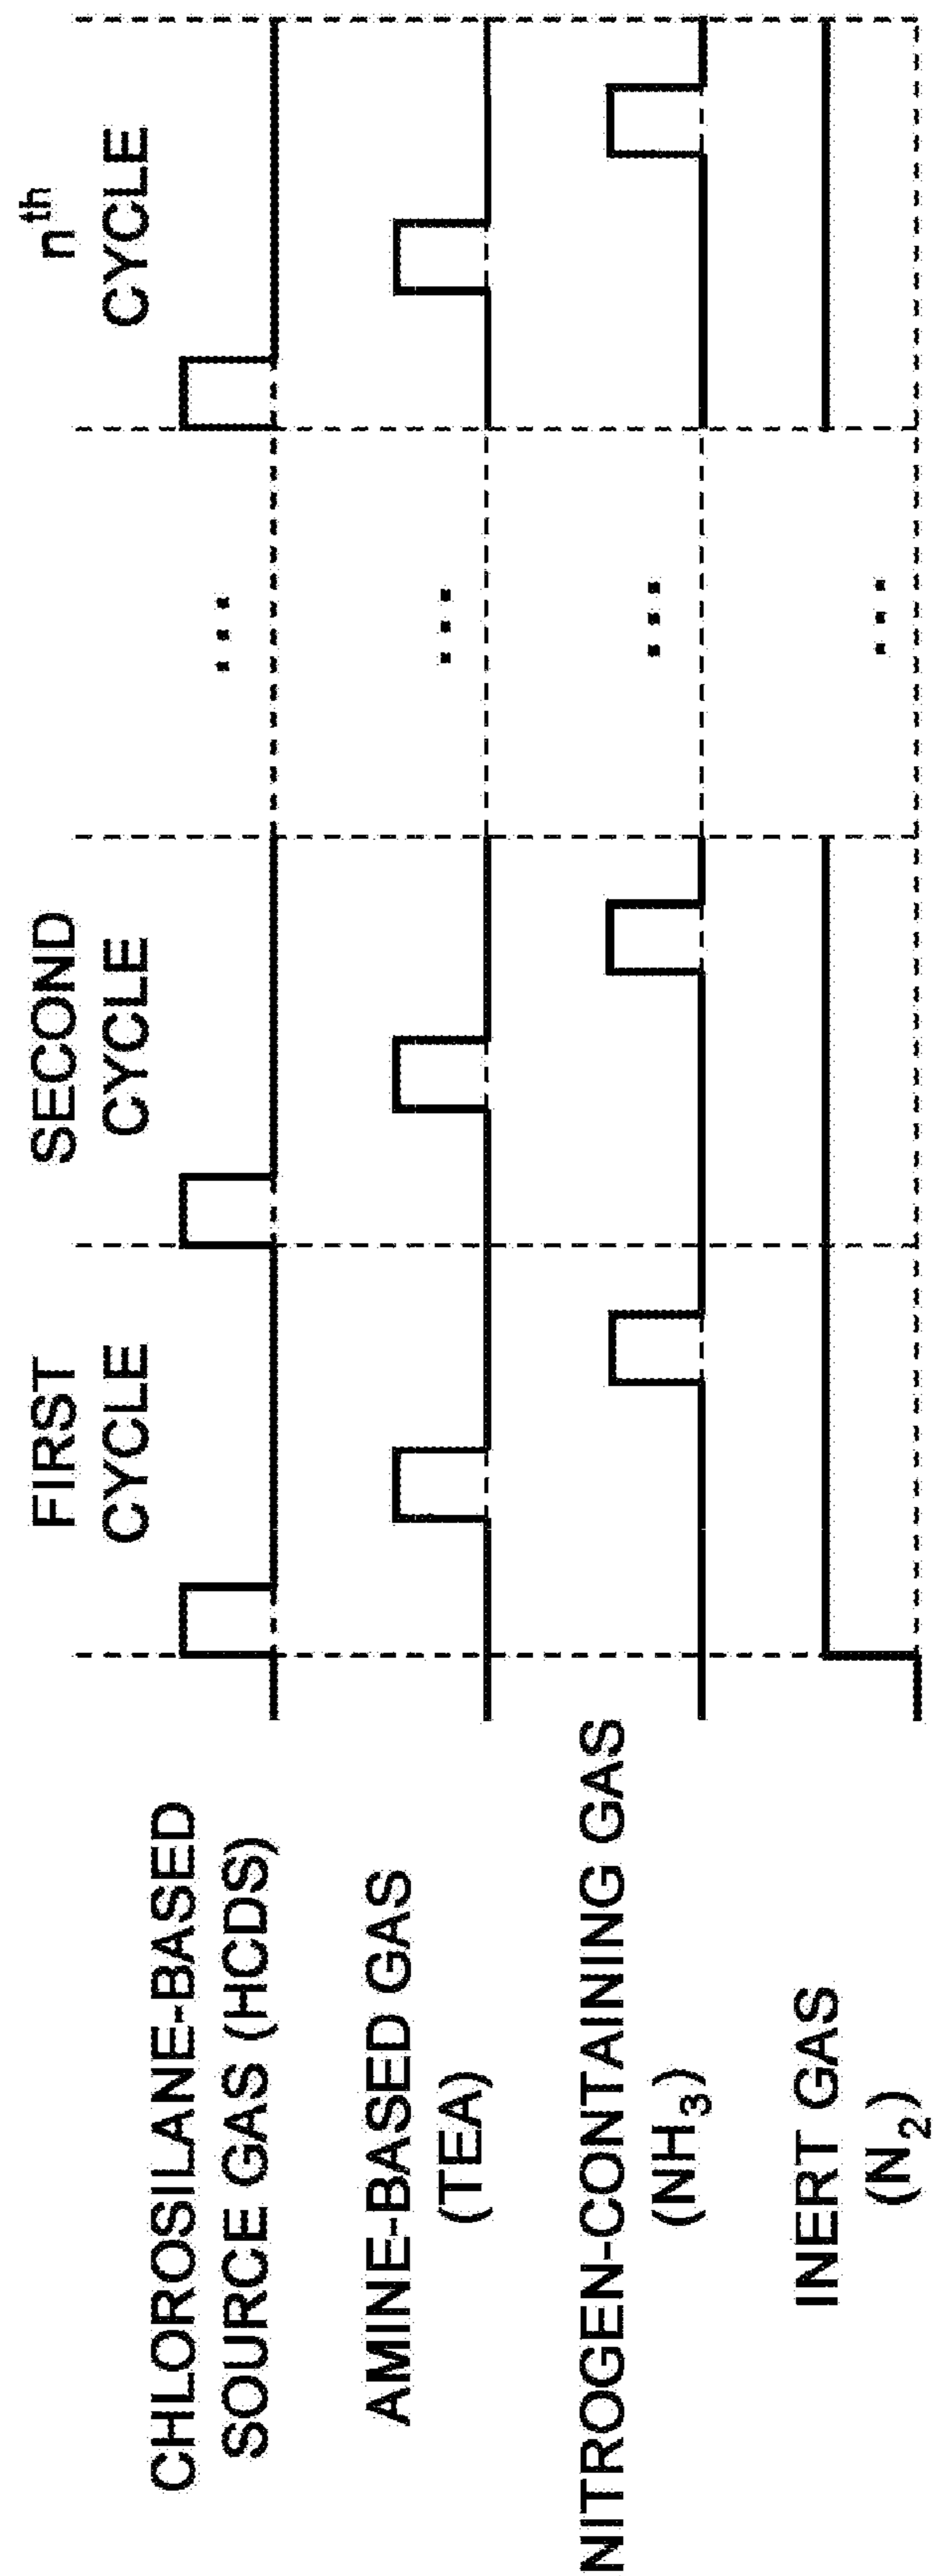 FIRST
CYCLE
SECOND
CYCLE
...
nth
CYCLE
CHLOROSILANE-BASED
SOURCE GAS (HCDS)
...
AMINE-BASED GAS
(TEA)
...
NITROGEN-CONTAINING GAS
(NH3)
...
INERT GAS
(N2)